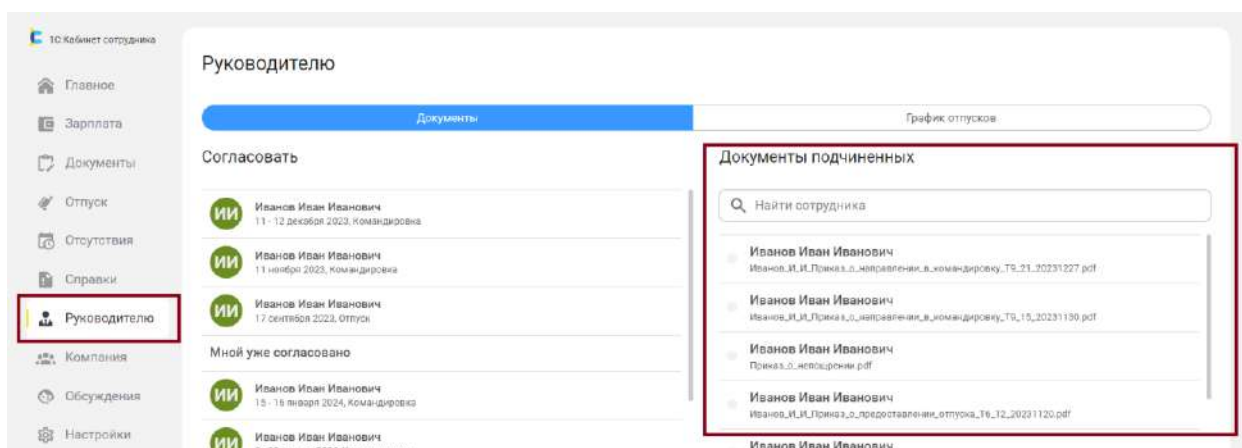 1С:Кабинет сотрудника
Главное
Зарплата
Документы
Отпуск
Отсутствия
Справки
Руководителю
Компания
Обсуждения
Настройки
Руководителю
Документы
График отпусков
Согласовать
ИИ
Иванов Иван Иванович
11 - 12 декабря 2023, Командировка
ИИ
Иванов Иван Иванович
11 ноября 2023, Командировка
ИИ
Иванов Иван Иванович
17 сентября 2023, Отпуск
Мной уже согласовано
ИИ
Иванов Иван Иванович
15 - 16 января 2024, Командировка
ИИ
Иванов Иван Иванович
Документы подчиненных
Найти сотрудника
Иванов Иван Иванович
Иванов_И_И_Приказ_о_направлении_в_командировку_Т9_21_20231227.pdf
Иванов Иван Иванович
Иванов_И_И_Приказ_о_направлении_в_командировку_Т9_15_20231130.pdf
Иванов Иван Иванович
Приказ_о_непоощрении.pdf
Иванов Иван Иванович
Иванов_И_И_Приказ_о_предоставлении_отпуска_Т6_12_20231120.pdf
Иванов Иван Иванович